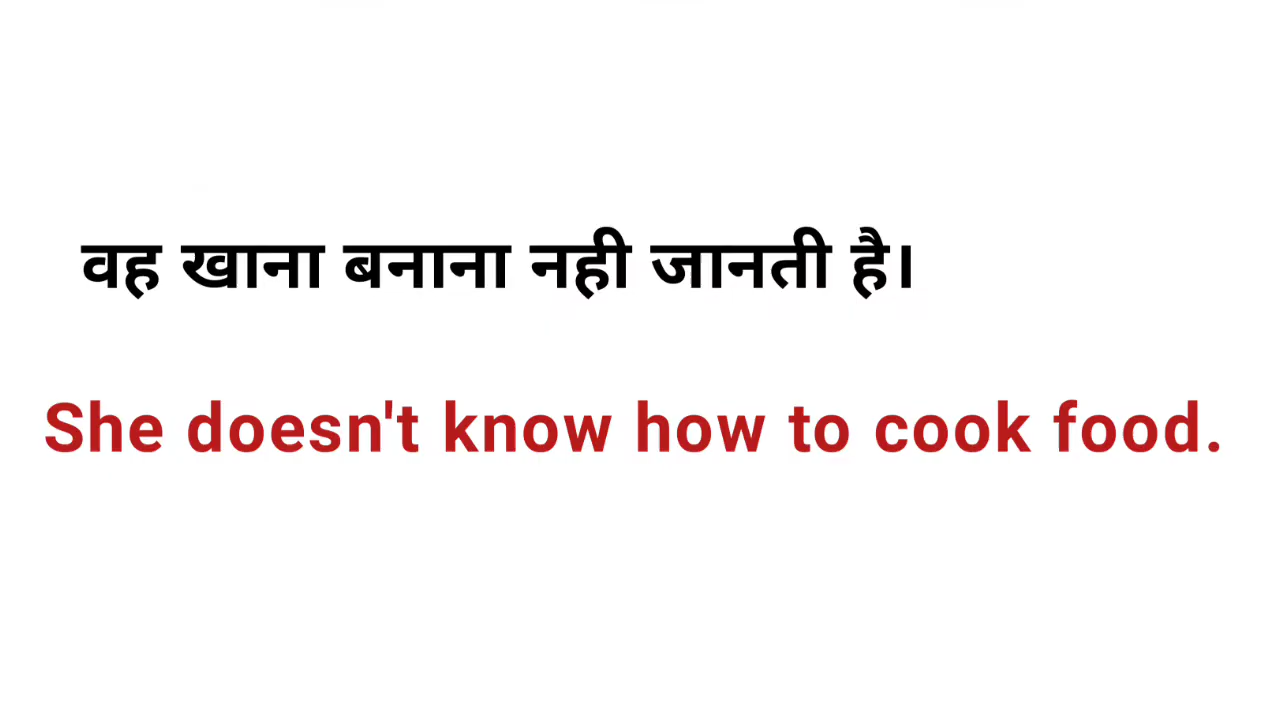 वह खाना बनाना नही जानती है।
She doesn't know how to cook food.